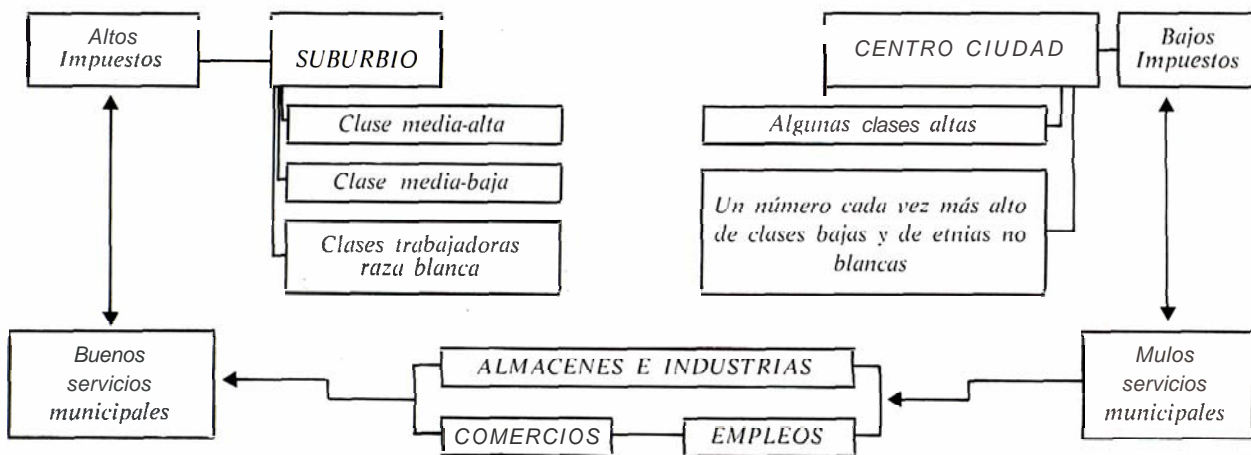 Altos
Impuestos
SUBURBIO
Clase media-alta
Clase media-baja
Clases trabajadoras
raza blanca
CENTRO CIUDAD
Bajos
Impuestos
Algunas clases altas
Un número cada vez más alto
de clases bajas y de etnias no
blancas
Buenos
servicios
municipales
ALMACENES E INDUSTRIAS
COMERCIOS
EMPLEOS
Mulos
servicios
municipales